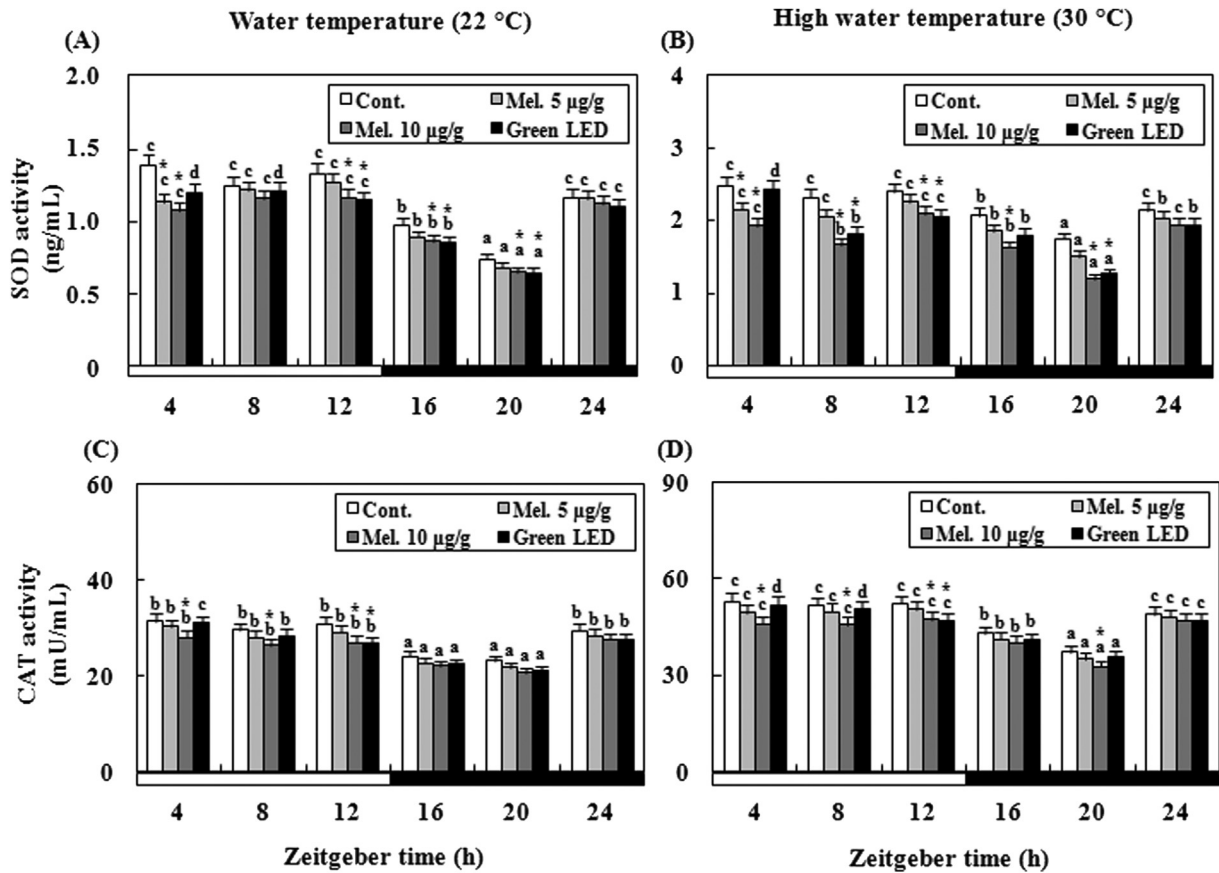 Water temperature (22 °C)
High water temperature (30 °C)
(A)
SOD activity
(ng/mL)
2.0
1.5
1.0
0.5
0
Cont.
Mel. 5 µg/g
Mel. 10 µg/g
Green LED
c * c * c d
c c c d
c c * c * c
b b * b * b
a a * a * a
c c c c
4 8 12 16 20 24
(B)
4
3
2
1
0
Cont.
Mel. 5 µg/g
Mel. 10 µg/g
Green LED
c * c * c d
c c * b * b
c c * c * c
b b * b b
a a * a * a
c b c b
4 8 12 16 20 24
(C)
CAT activity
(mU/mL)
60
40
20
0
Cont.
Mel. 5 µg/g
Mel. 10 µg/g
Green LED
b b * b c
b b * b b
b b * b * b
a a a a
a a a a
b b b b
4 8 12 16 20 24
Zeitgeber time (h)
(D)
90
60
30
0
Cont.
Mel. 5 µg/g
Mel. 10 µg/g
Green LED
c c * c d
c c * c d
c c * c * c
b b b b
a a * a a
c c c c
4 8 12 16 20 24
Zeitgeber time (h)